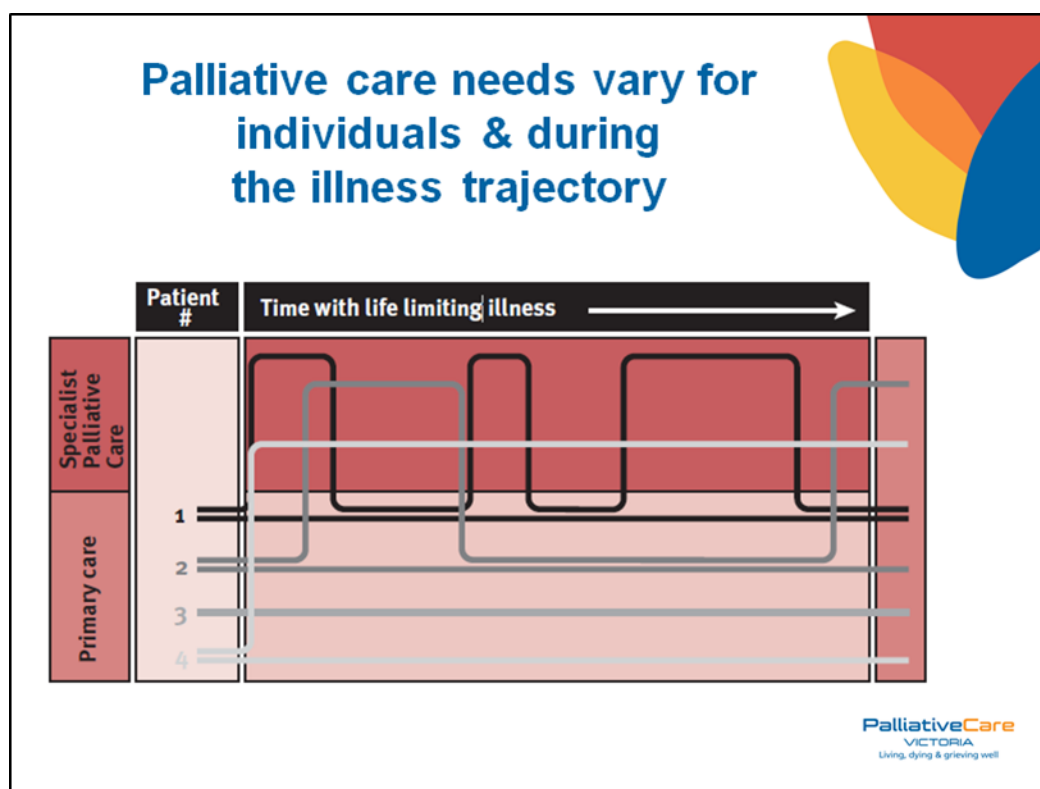 Palliative care needs vary for
individuals & during
the illness trajectory
Patient
#
Time with life limiting illness
Specialist
Palliative
Care
Primary care
1
2
3
4
PalliativeCare
VICTORIA
Living, dying & grieving well